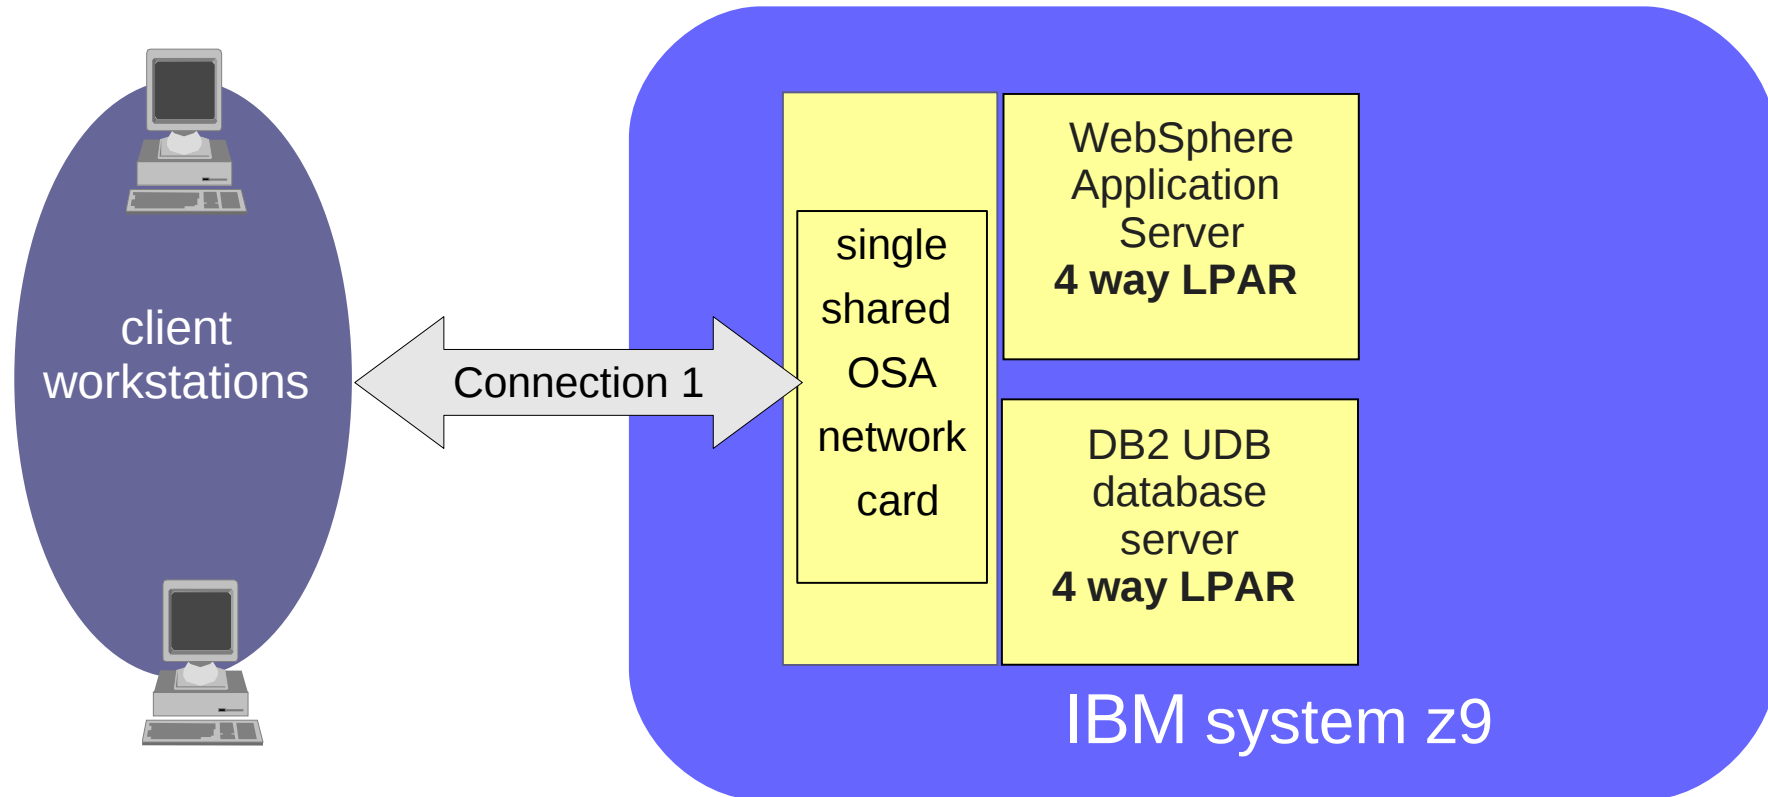 client
workstations
Connection 1
single
shared
OSA
network
card
WebSphere
Application
Server
4 way LPAR
DB2 UDB
database
server
4 way LPAR
IBM system z9